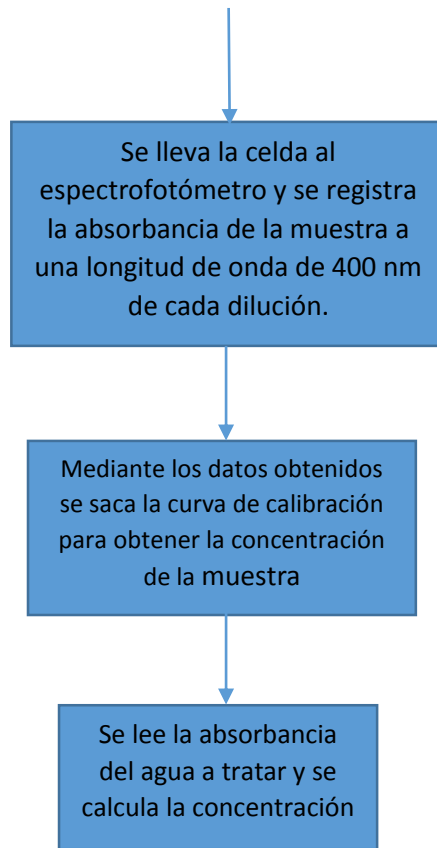 Se lleva la celda al
espectrofotómetro y se registra
la absorbancia de la muestra a
una longitud de onda de 400 nm
de cada dilución.
Mediante los datos obtenidos
se saca la curva de calibración
para obtener la concentración
de la muestra
Se lee la absorbancia
del agua a tratar y se
calcula la concentración